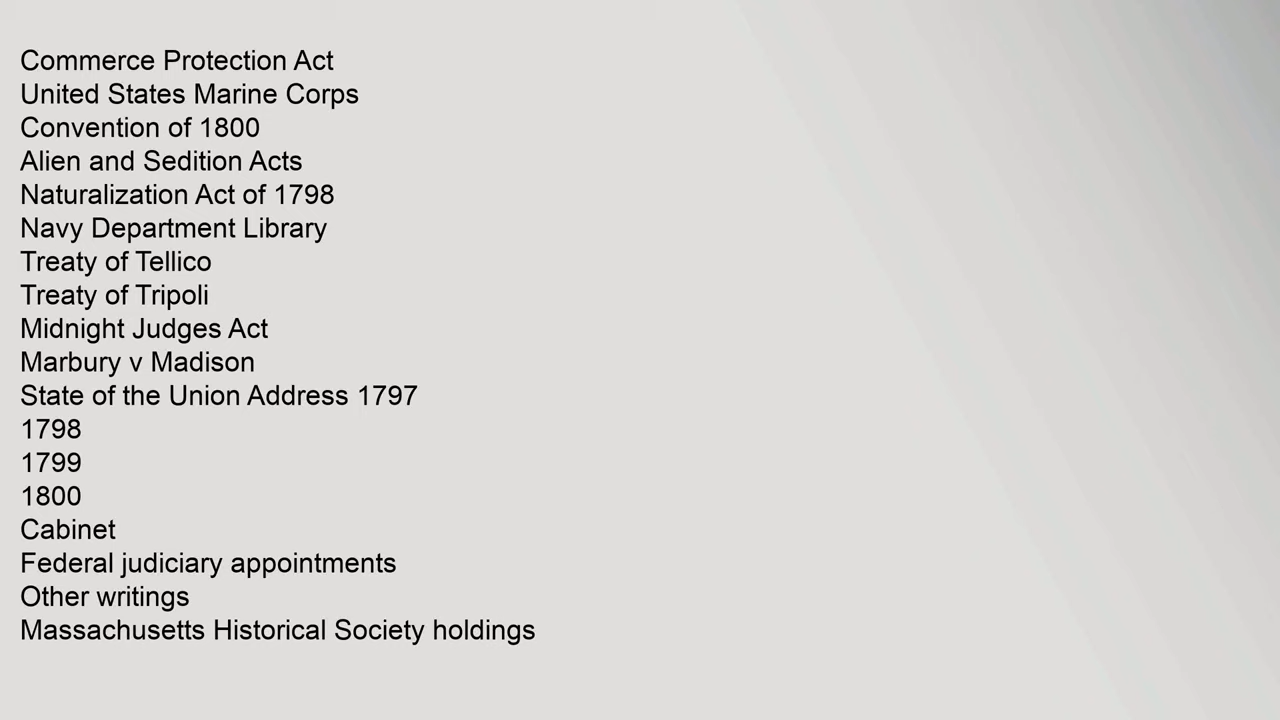 Commerce Protection Act
United States Marine Corps
Convention of 1800
Alien and Sedition Acts
Naturalization Act of 1798
Navy Department Library
Treaty of Tellico
Treaty of Tripoli
Midnight Judges Act
Marbury v Madison
State of the Union Address 1797
1798
1799
1800
Cabinet
Federal judiciary appointments
Other writings
Massachusetts Historical Society holdings